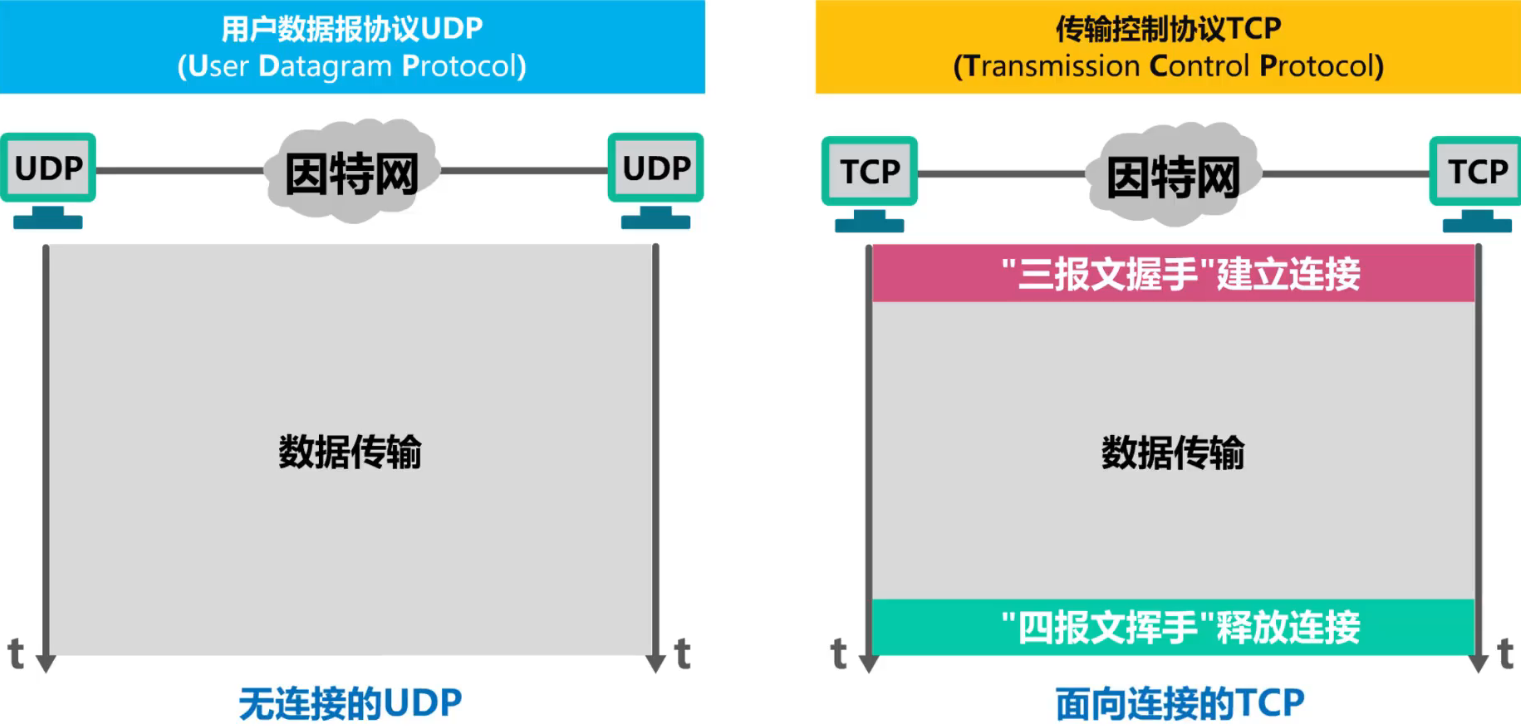 用户数据报协议UDP
(User Datagram Protocol)
UDP
因特网
UDP
数据传输
t
t
无连接的UDP
传输控制协议TCP
(Transmission Control Protocol)
TCP
因特网
TCP
"三报文握手"建立连接
数据传输
"四报文挥手"释放连接
t
t
面向连接的TCP